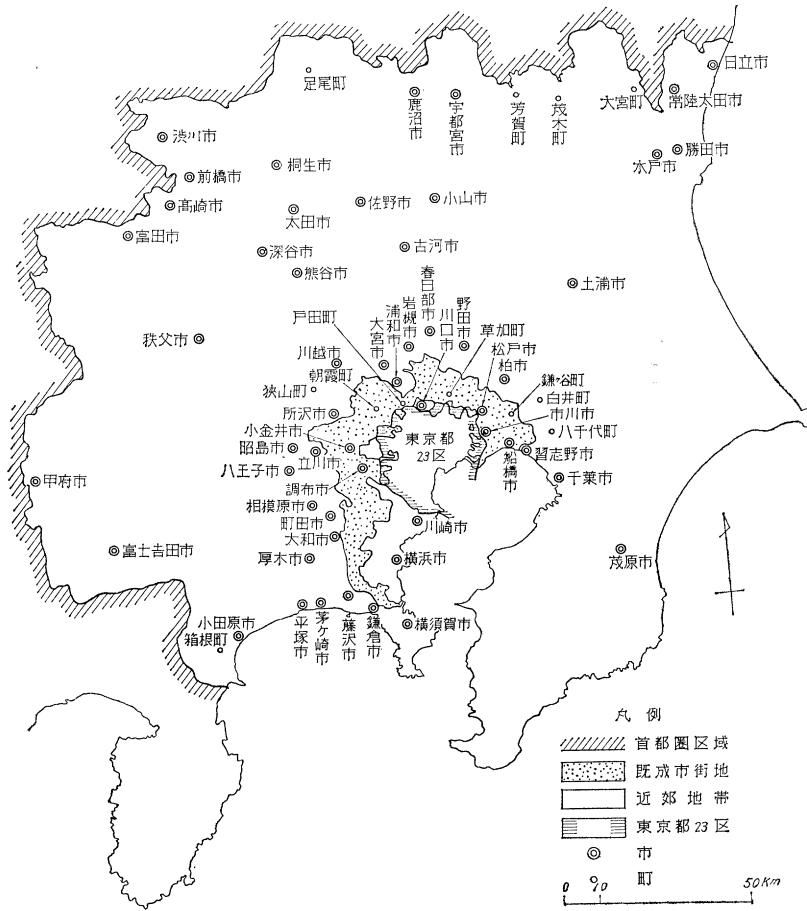 日立市
足尾町
鹿沼市
宇都宮市
芳賀町
茂木町
大宮町
常陸太田市
渋川市
勝田市
水戸市
桐生市
前橋市
高崎市
佐野市
小山市
太田市
富田市
深谷市
古河市
熊谷市
土浦市
春日部市
岩槻市
川口市
野田市
浦和市
戸田町
大宮市
草加町
秩父市
松戸市
川越市
柏市
朝霞町
鎌ヶ谷町
狭山町
白井町
所沢市
市川市
小金井市
東京都
23区
八千代町
昭島市
船橋市
習志野市
立川市
八王子市
千葉市
甲府市
調布市
相模原市
町田市
川崎市
大和市
富士吉田市
厚木市
横浜市
茂原市
小田原市
平塚市
茅ヶ崎市
藤沢市
鎌倉市
横須賀市
箱根町
凡例
首都圏区域
既成市街地
近郊地帯
東京都23区
市
町
0 10 50Km